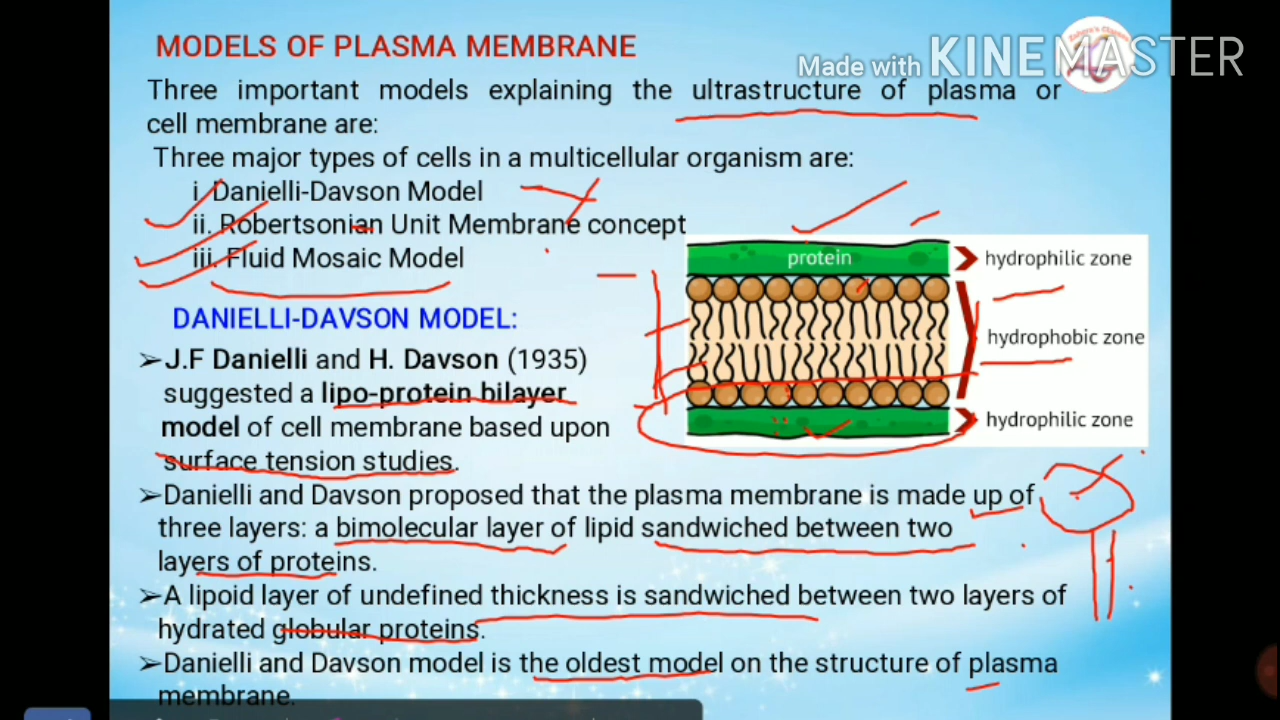 MODELS OF PLASMA MEMBRANE
Made with KINEMASTER
Three important models explaining the ultrastructure of plasma or
cell membrane are:
Three major types of cells in a multicellular organism are:
i. Danielli-Davson Model
ii. Robertsonian Unit Membrane concept
iii. Fluid Mosaic Model
protein
hydrophilic zone
hydrophobic zone
hydrophilic zone
DANIELLI-DAVSON MODEL:
➢J.F Danielli and H. Davson (1935)
suggested a lipo-protein bilayer
model of cell membrane based upon
surface tension studies.
➢Danielli and Davson proposed that the plasma membrane is made up of
three layers: a bimolecular layer of lipid sandwiched between two
layers of proteins.
➢A lipoid layer of undefined thickness is sandwiched between two layers of
hydrated globular proteins.
➢Danielli and Davson model is the oldest model on the structure of plasma
membrane.